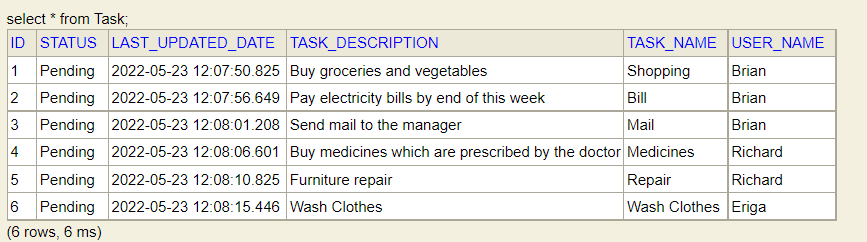 select * from Task;
ID STATUS LAST_UPDATED_DATE TASK_DESCRIPTION TASK_NAME USER_NAME
1 Pending 2022-05-23 12:07:50.825 Buy groceries and vegetables Shopping Brian
2 Pending 2022-05-23 12:07:56.649 Pay electricity bills by end of this week Bill Brian
3 Pending 2022-05-23 12:08:01.208 Send mail to the manager Mail Brian
4 Pending 2022-05-23 12:08:06.601 Buy medicines which are prescribed by the doctor Medicines Richard
5 Pending 2022-05-23 12:08:10.825 Furniture repair Repair Richard
6 Pending 2022-05-23 12:08:15.446 Wash Clothes Wash Clothes Eriga
(6 rows, 6 ms)